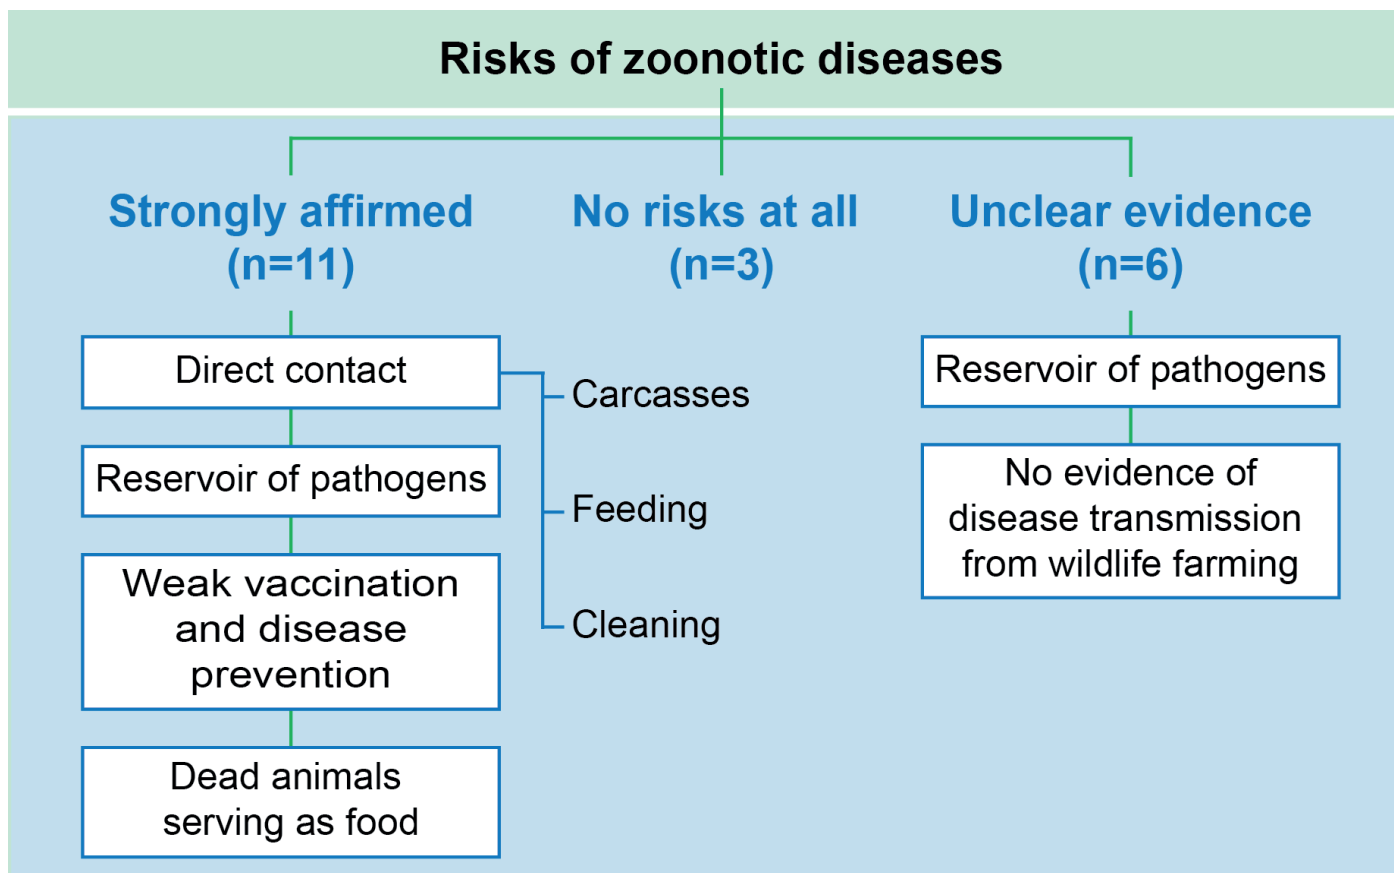 Risks of zoonotic diseases
Strongly affirmed
(n=11)
No risks at all
(n=3)
Unclear evidence
(n=6)
Direct contact
Reservoir of pathogens
Weak vaccination
and disease
prevention
Dead animals
serving as food
Carcasses
Feeding
Cleaning
Reservoir of pathogens
No evidence of
disease transmission
from wildlife farming